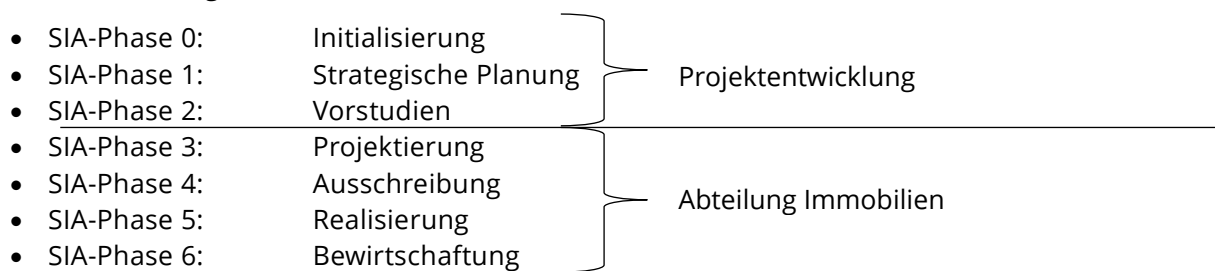 • SIA-Phase 0: Initialisierung
• SIA-Phase 1: Strategische Planung
Projektentwicklung
• SIA-Phase 2: Vorstudien
• SIA-Phase 3: Projektierung
• SIA-Phase 4: Ausschreibung
Abteilung Immobilien
• SIA-Phase 5: Realisierung
• SIA-Phase 6: Bewirtschaftung